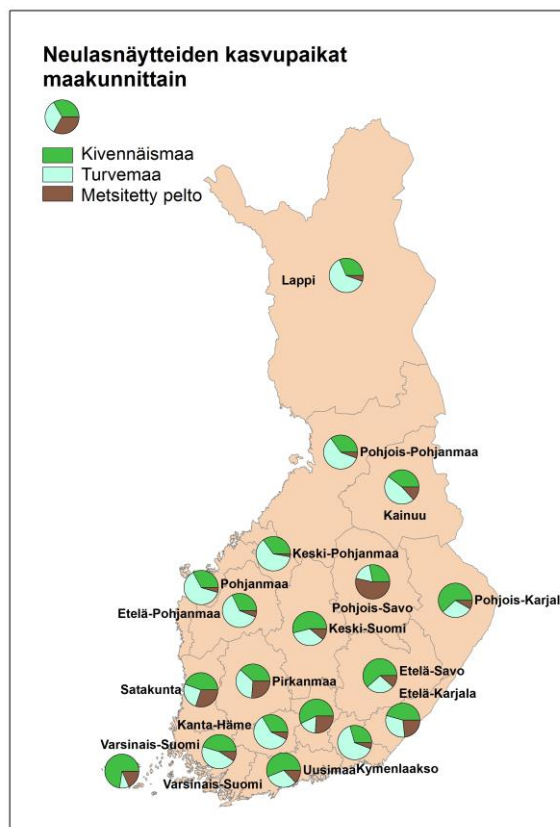 Neulasnäytteiden kasvupaikat
maakunnittain
Kivennäismaa
Turvemaa
Metsitetty pelto
Lappi
Pohjois-Pohjanmaa
Kainuu
Keski-Pohjanmaa
Pohjanmaa
Pohjois-Savo
Pohjois-Karjal
Etelä-Pohjanmaa
Keski-Suomi
Etelä-Savo
Pirkanmaa
Satakunta
Etelä-Karjala
Kanta-Häme
Varsinais-Suomi
Uusimaa
Kymenlaakso
Varsinais-Suomi